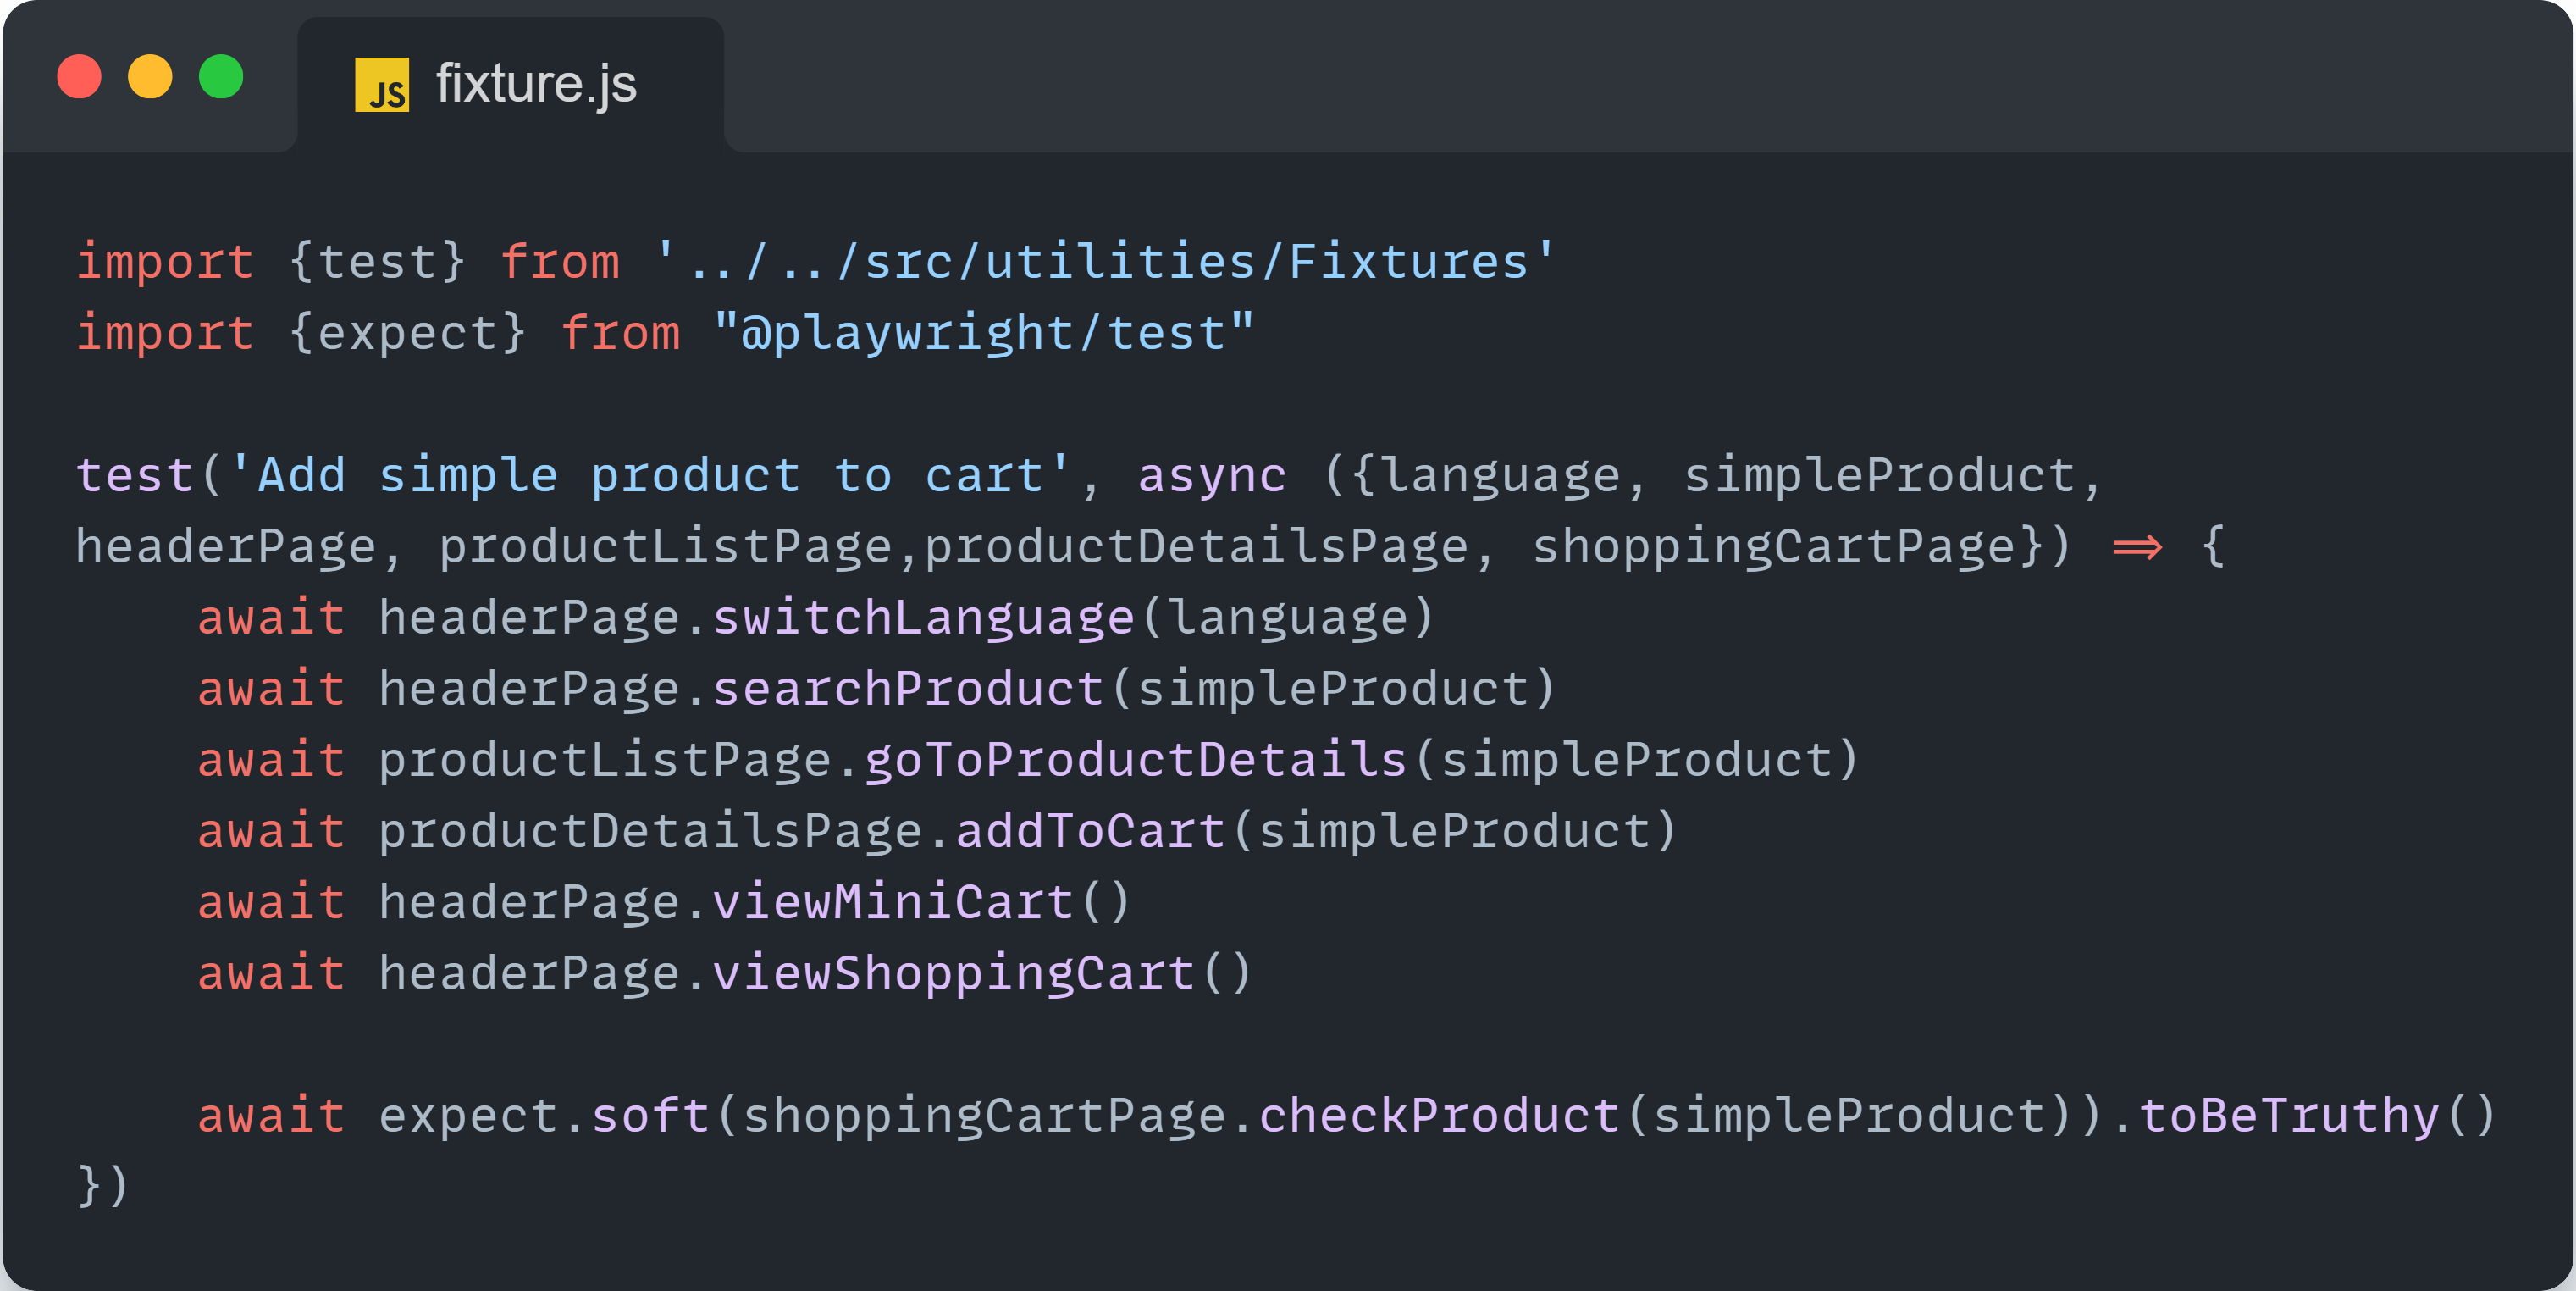 JS fixture.js
import {test} from '../../src/utilities/Fixtures'
import {expect} from "@playwright/test"
test('Add simple product to cart', async ({language, simpleProduct,
headerPage, productListPage,productDetailsPage, shoppingCartPage}) => {
    await headerPage.switchLanguage(language)
    await headerPage.searchProduct(simpleProduct)
    await productListPage.goToProductDetails(simpleProduct)
    await productDetailsPage.addToCart(simpleProduct)
    await headerPage.viewMiniCart()
    await headerPage.viewShoppingCart()
    await expect.soft(shoppingCartPage.checkProduct(simpleProduct)).toBeTruthy()
})